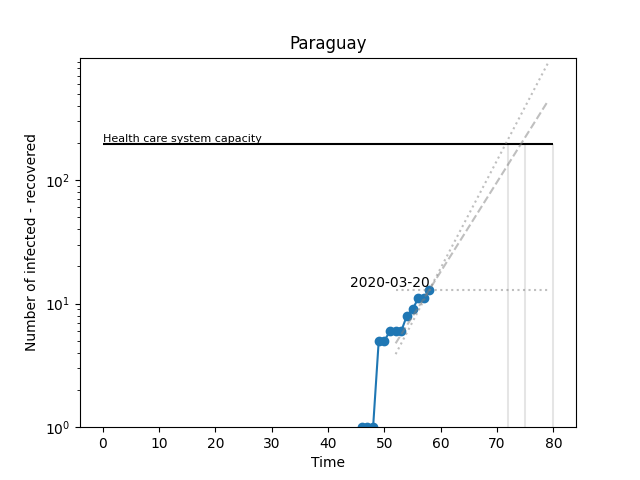 Paraguay
Number of infected - recovered
10²
10¹
10⁰
Health care system capacity
2020-03-20
0 10 20 30 40 50 60 70 80
Time